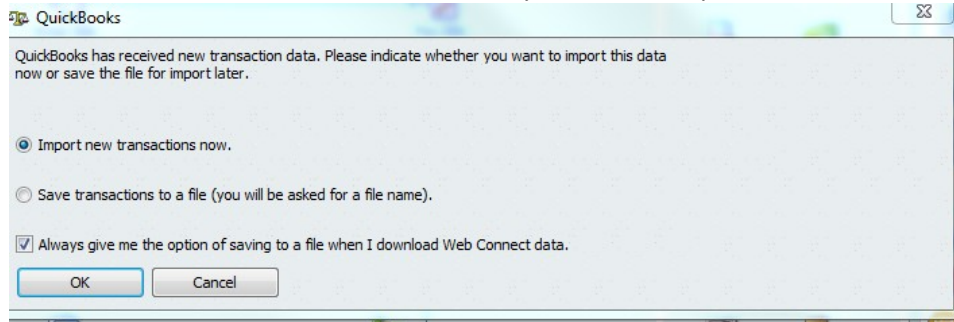 QuickBooks
QuickBooks has received new transaction data. Please indicate whether you want to import this data
now or save the file for import later.
Import new transactions now.
Save transactions to a file (you will be asked for a file name).
Always give me the option of saving to a file when I download Web Connect data.
OK Cancel